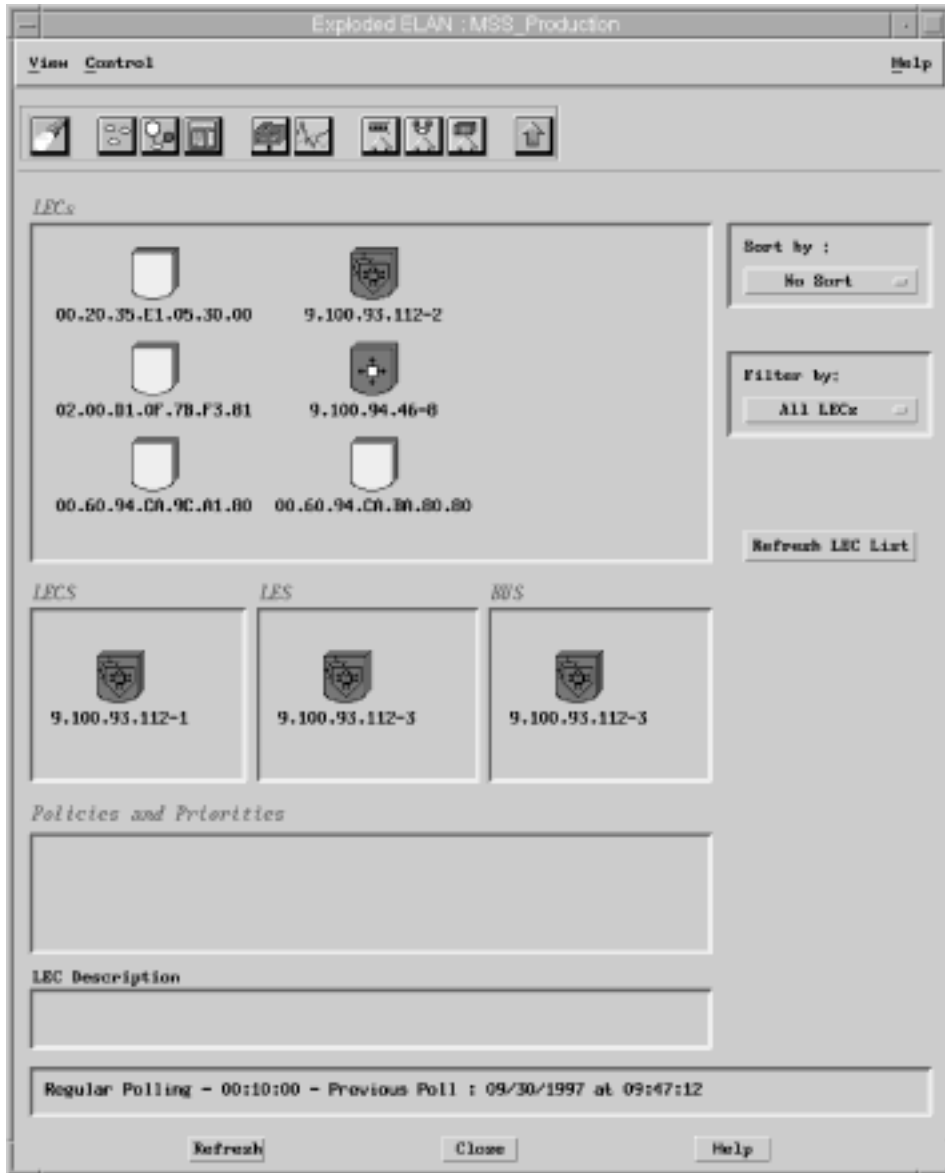 Exploded ELAN : MSS_Production
View Control Help
LECs
00.20.35.E1.05.30.00 9.100.93.112-2
02.00.D1.0F.7B.F3.81 9.100.94.46-8
00.60.94.CA.9C.A1.80 00.60.94.CA.BA.80.80
Sort by :
No Sort
Filter by:
All LECs
Refresh LEC List
LECS LES BUS
9.100.93.112-1 9.100.93.112-3 9.100.93.112-3
Policies and Priorities
LEC Description
Regular Polling - 00:10:00 - Previous Poll : 09/30/1997 at 09:47:12
Refresh Close Help